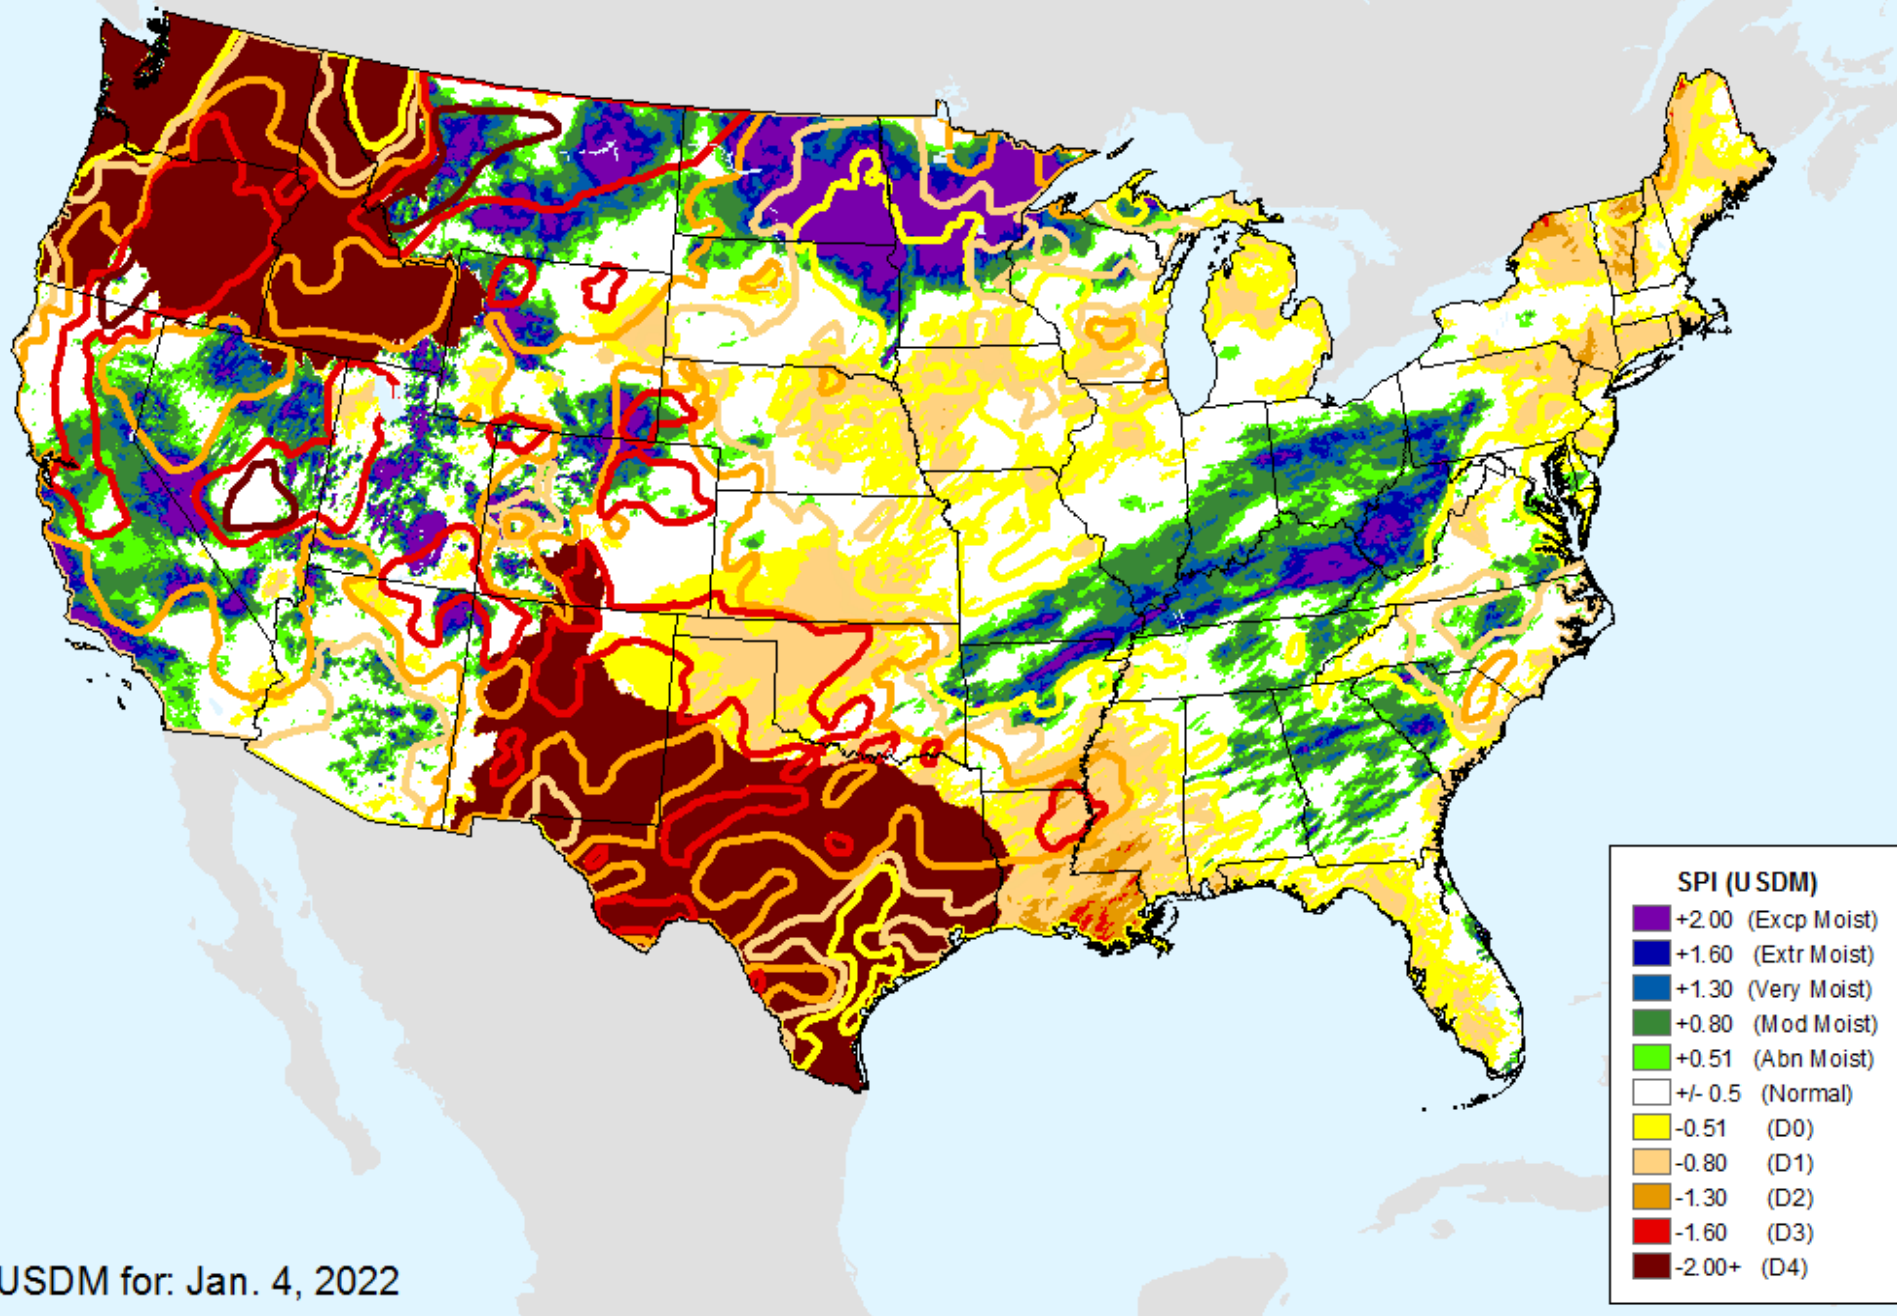 SPI (USDM)
+2.00 (Excp Moist)
+1.60 (Extr Moist)
+1.30 (Very Moist)
+0.80 (Mod Moist)
+0.51 (Abn Moist)
+/- 0.5 (Normal)
-0.51 (D0)
-0.80 (D1)
-1.30 (D2)
-1.60 (D3)
-2.00+ (D4)
USDM for: Jan. 4, 2022